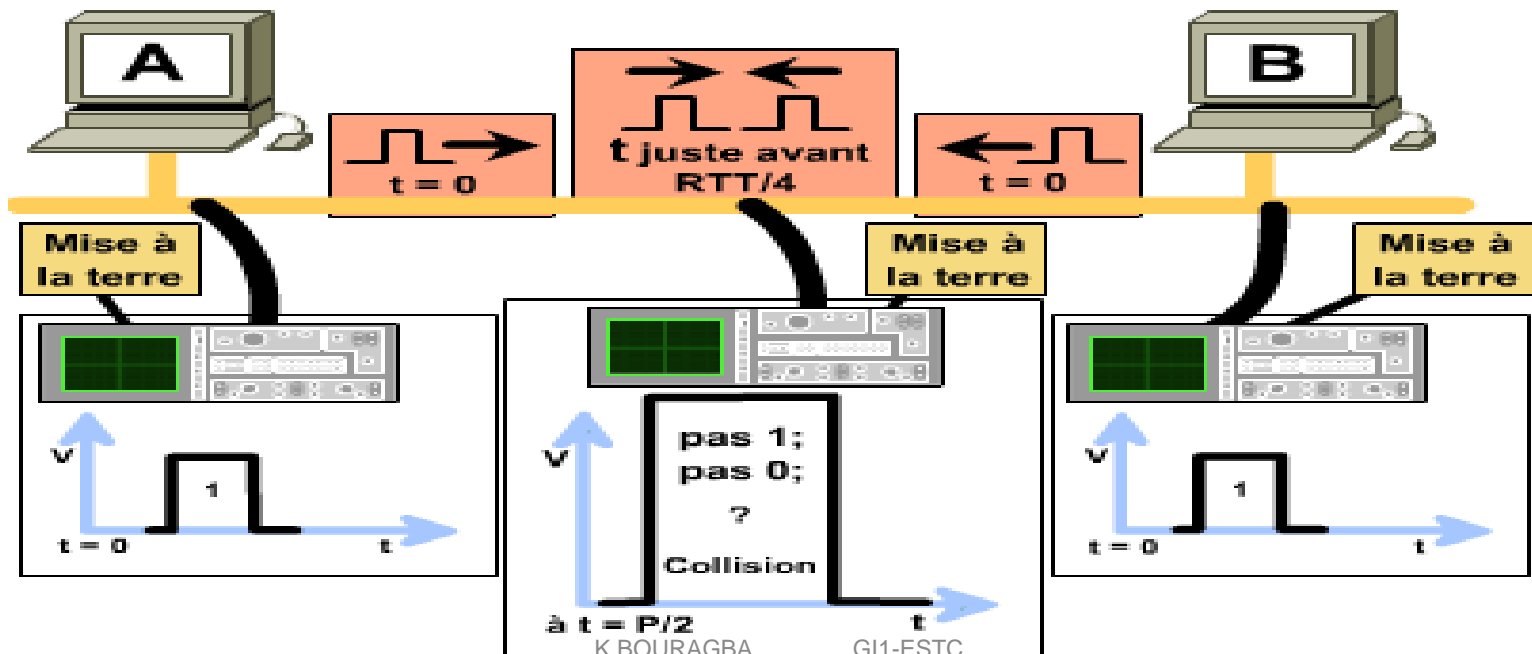 A
B
t = 0
t juste avant
RTT/4
t = 0
Mise à
la terre
Mise à
la terre
Mise à
la terre
V
1
t = 0
t
V
pas 1;
pas 0;
?
Collision
à t = P/2
t
V
1
t = 0
t
K.BOURAGBA
GI1-ESTC